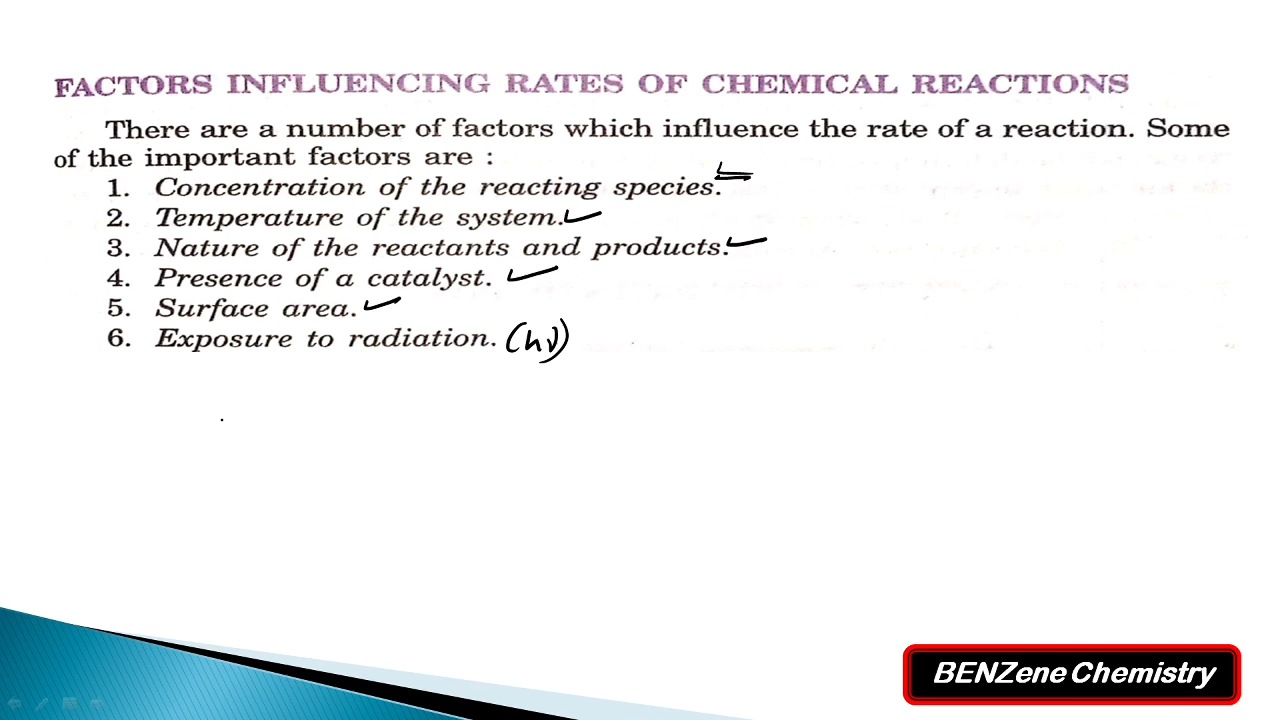 FACTORS INFLUENCING RATES OF CHEMICAL REACTIONS
There are a number of factors which influence the rate of a reaction. Some
of the important factors are :
1. Concentration of the reacting species.
2. Temperature of the system.
3. Nature of the reactants and products.
4. Presence of a catalyst.
5. Surface area.
6. Exposure to radiation. (hν)
BENZene Chemistry